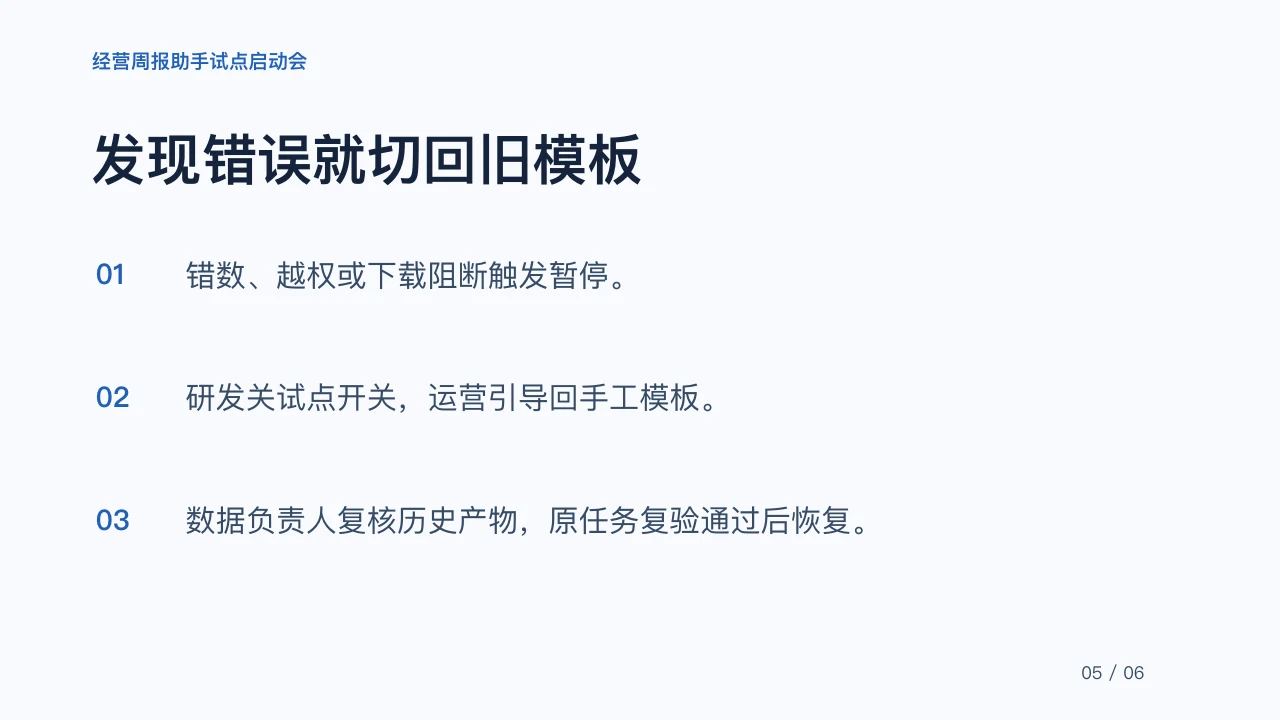 经营周报助手试点启动会
发现错误就切回旧模板
01 错数、越权或下载阻断触发暂停。
02 研发关试点开关，运营引导回手工模板。
03 数据负责人复核历史产物，原任务复验通过后恢复。
05 / 06